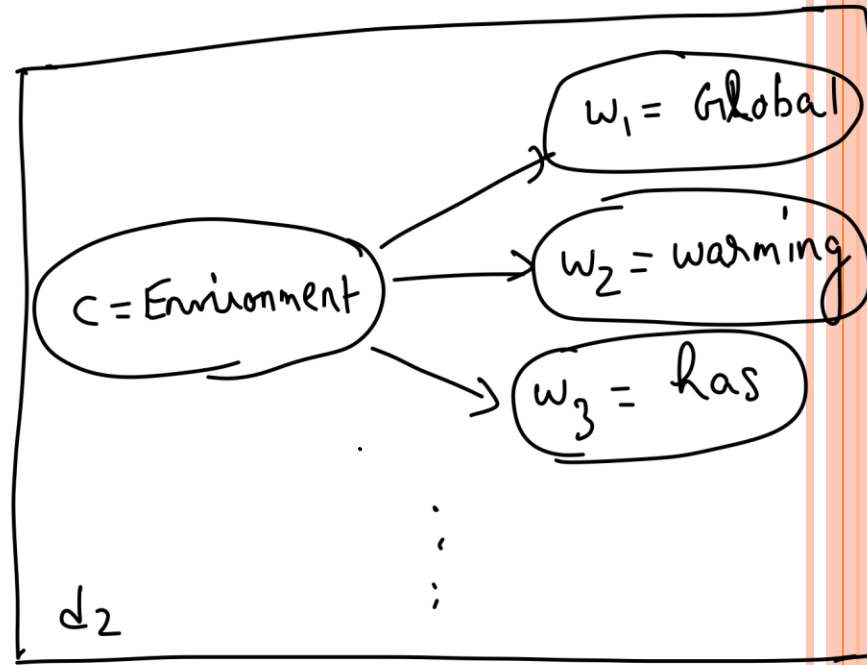 w₁ = Global
w₂ = warming
c = Environment
w₃ = has
d₂